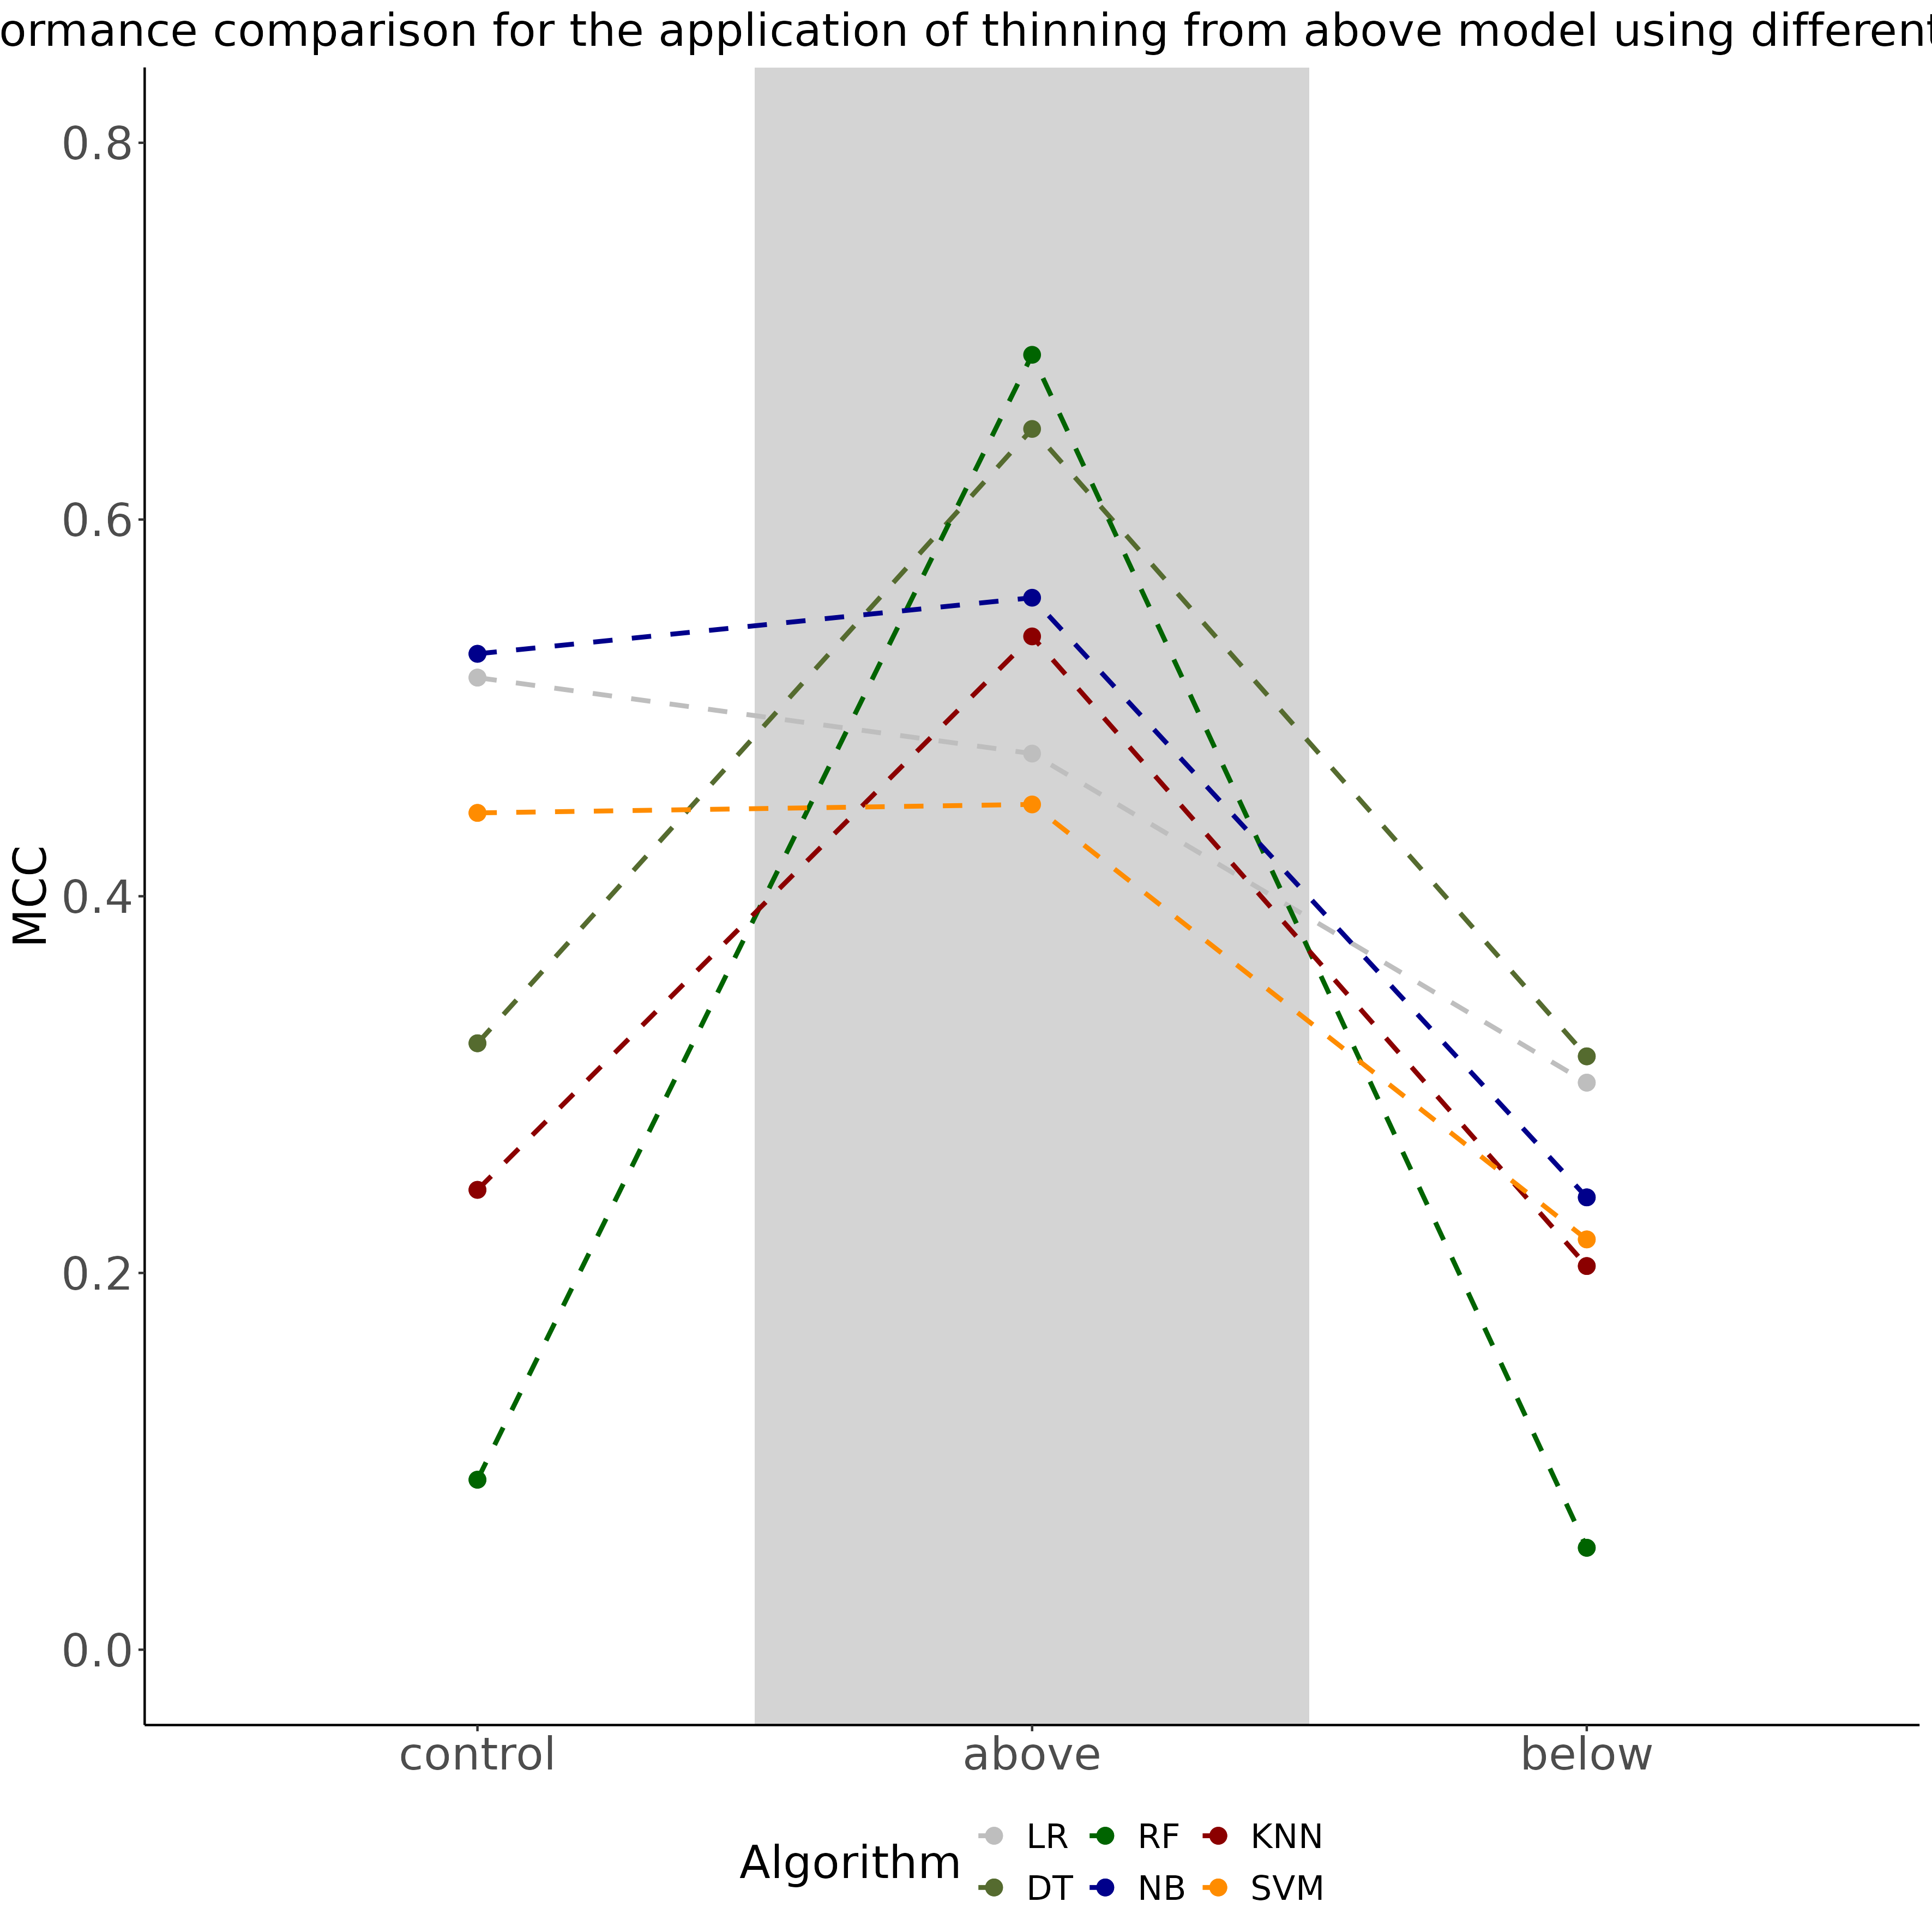 ormance comparison for the application of thinning from above model using different
0.8
0.6
0.4
0.2
0.0
MCC
control above below
Algorithm
LR RF KNN
DT NB SVM